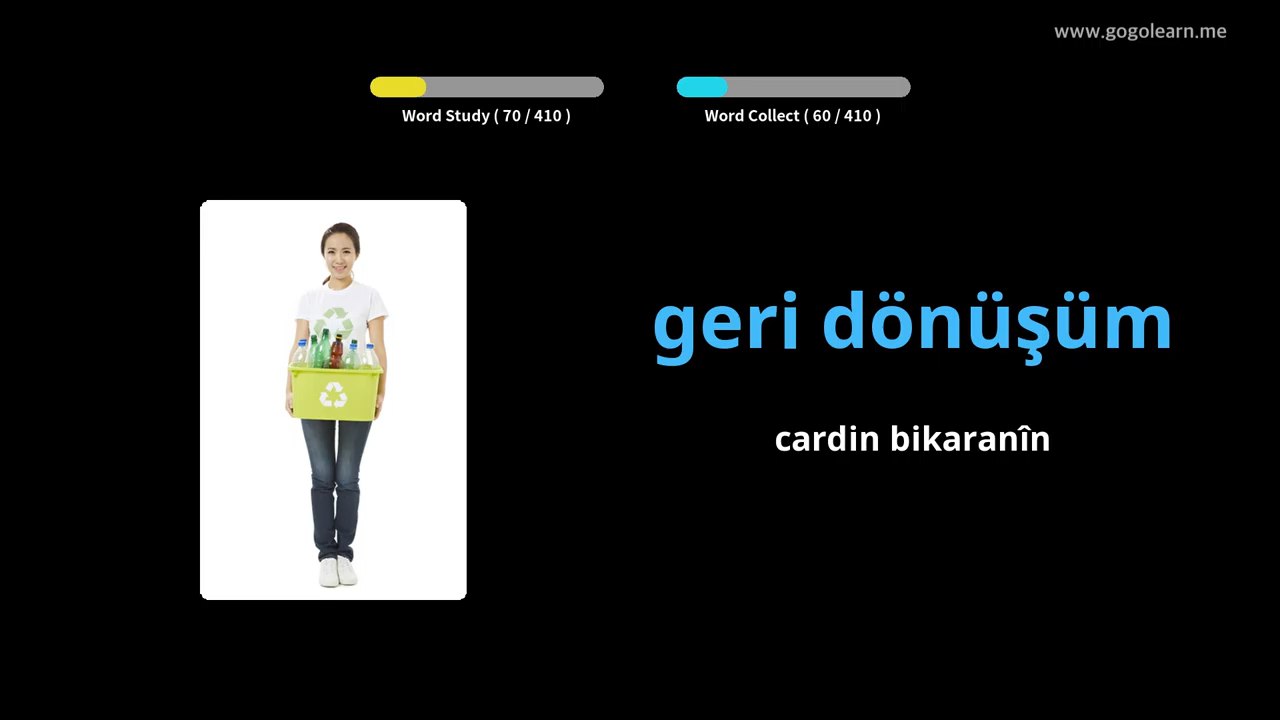 www.gogolearn.me
Word Study ( 70 / 410 )
Word Collect ( 60 / 410 )
geri dönüşüm
cardin bikaranîn